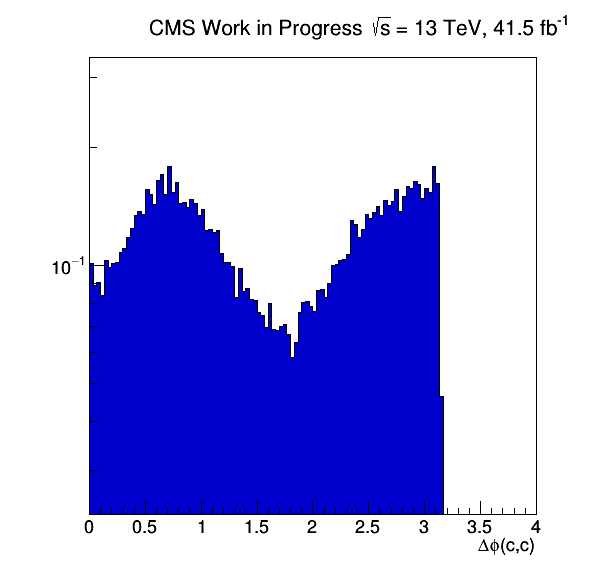 CMS Work in Progress √s = 13 TeV, 41.5 fb⁻¹
10⁻¹
0 0.5 1 1.5 2 2.5 3 3.5 4
Δϕ(c,c)